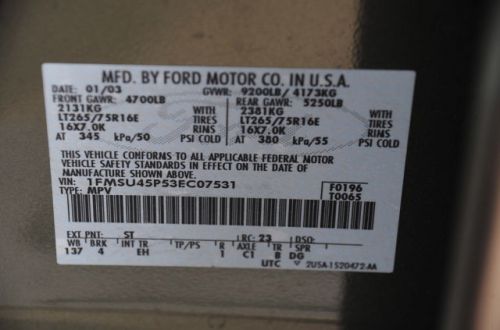 MFD. BY FORD MOTOR CO. IN U.S.A.
DATE: 01/03 GVWR: 9200LB/ 4173KG
FRONT GAWR: 4700LB REAR GAWR: 5250LB
2131KG WITH 2381KG WITH
LT265/75R16E TIRES LT265/75R16E TIRES
16X7.0K RIMS 16X7.0K RIMS
AT 345 kPa/50 PSI COLD AT 380 kPa/55 PSI COLD
THIS VEHICLE CONFORMS TO ALL APPLICABLE FEDERAL MOTOR
VEHICLE SAFETY STANDARDS IN EFFECT ON THE DATE OF
MANUFACTURE SHOWN ABOVE.
VIN: 1FMSU45P53EC07531 F0196
TYPE: MPV T0065
EXT PNT: ST RC: 23 DSO:
WB BRK INT TR TP/PS R AXLE TR SPR
137 4 EH 1 C1 B DG
UTC 2U5A-1520472-AA